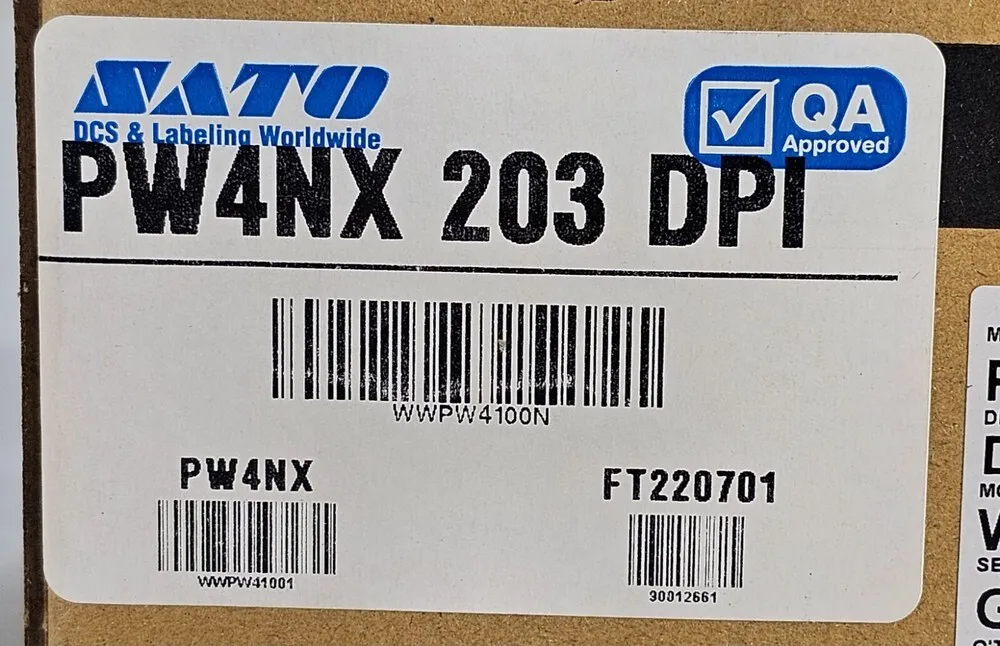 SATO
DCS & Labeling Worldwide
QA
Approved
PW4NX 203 DPI
WWPW4100N
PW4NX
FT220701
WWPW41001
30012661